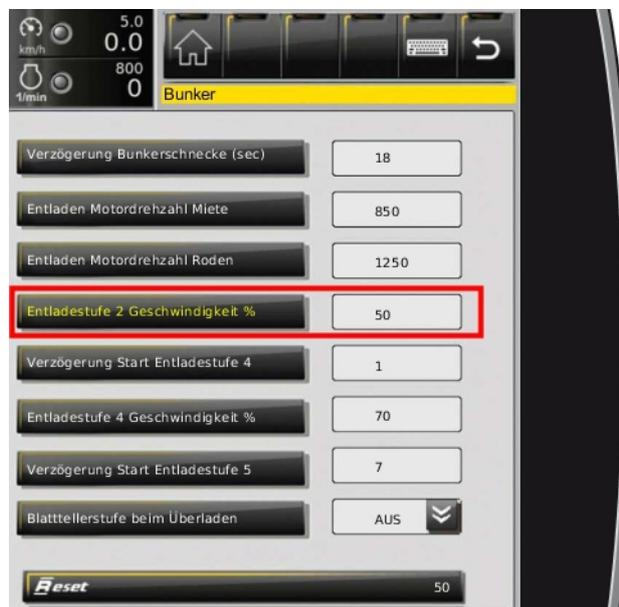 5.0
km/h
0.0
800
1/min
0
Bunker
Verzögerung Bunkerschnecke (sec)
18
Entladen Motordrehzahl Miete
850
Entladen Motordrehzahl Roden
1250
Entladestufe 2 Geschwindigkeit %
50
Verzögerung Start Entladestufe 4
1
Entladestufe 4 Geschwindigkeit %
70
Verzögerung Start Entladestufe 5
7
Blatttellerstufe beim Überladen
AUS
Reset
50